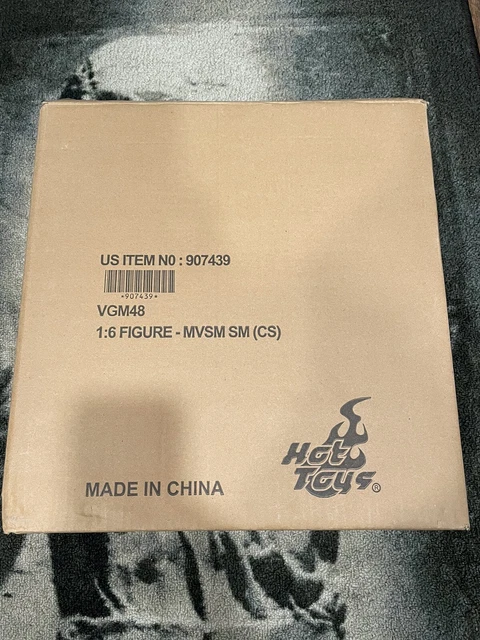 US ITEM N0 : 907439
*907439*
VGM48
1:6 FIGURE - MVSM SM (CS)
Hot
Toys®
MADE IN CHINA